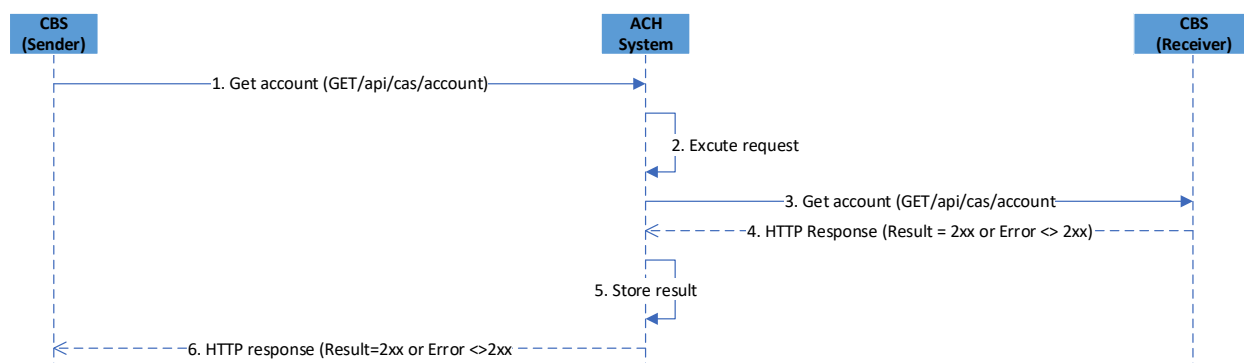 CBS
(Sender)
ACH
System
CBS
(Receiver)
1. Get account (GET/api/cas/account)
2. Excute request
3. Get account (GET/api/cas/account
4. HTTP Response (Result = 2xx or Error <> 2xx)
5. Store result
6. HTTP response (Result=2xx or Error <>2xx